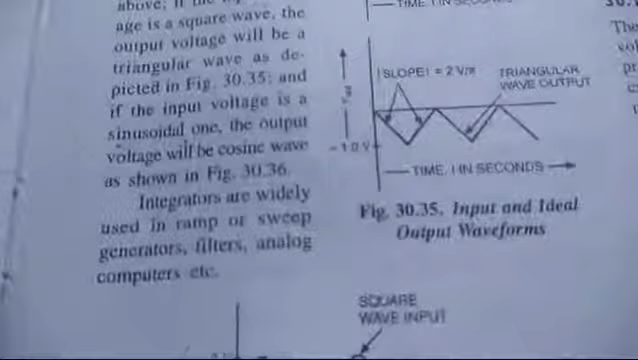 above; if the
age is a square wave, the
output voltage will be a
triangular wave as de-
picted in Fig. 30.35; and
if the input voltage is a
sinusoidal one, the output
voltage will be cosine wave
as shown in Fig. 30.36.
Integrators are widely
used in ramp or sweep
generators, filters, analog
computers etc.
TIME, t IN SECONDS
SLOPE = 2 V/s
TRIANGULAR
WAVE OUTPUT
– 1.0 V
TIME, t IN SECONDS
Fig. 30.35. Input and Ideal
Output Waveforms
SQUARE
WAVE INPUT
The